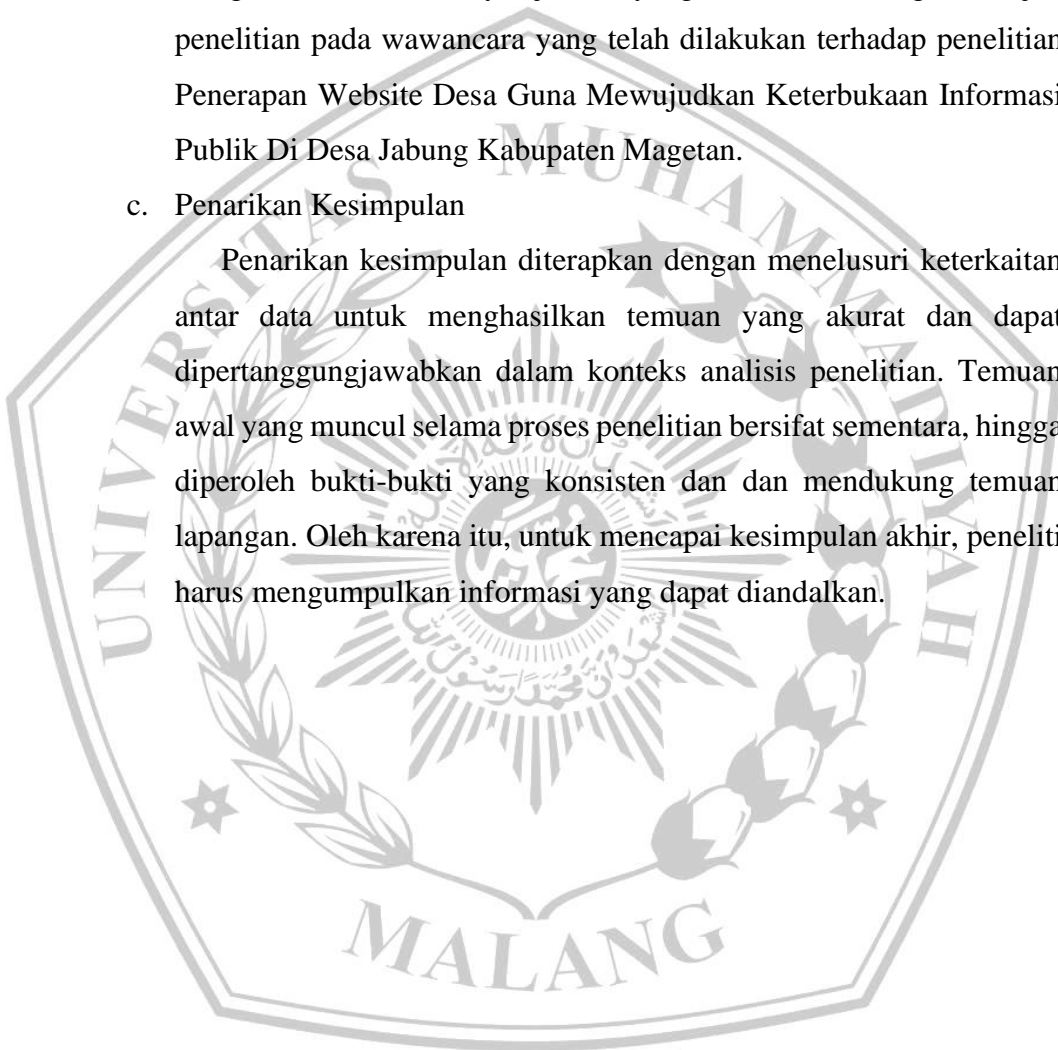 penelitian pada wawancara yang telah dilakukan terhadap penelitian
Penerapan Website Desa Guna Mewujudkan Keterbukaan Informasi
Publik Di Desa Jabung Kabupaten Magetan.
c. Penarikan Kesimpulan
Penarikan kesimpulan diterapkan dengan menelusuri keterkaitan
antar data untuk menghasilkan temuan yang akurat dan dapat
dipertanggungjawabkan dalam konteks analisis penelitian. Temuan
awal yang muncul selama proses penelitian bersifat sementara, hingga
diperoleh bukti-bukti yang konsisten dan dan mendukung temuan
lapangan. Oleh karena itu, untuk mencapai kesimpulan akhir, peneliti
harus mengumpulkan informasi yang dapat diandalkan.
UNIVERSITAS MUHAMMADIYAH
MALANG